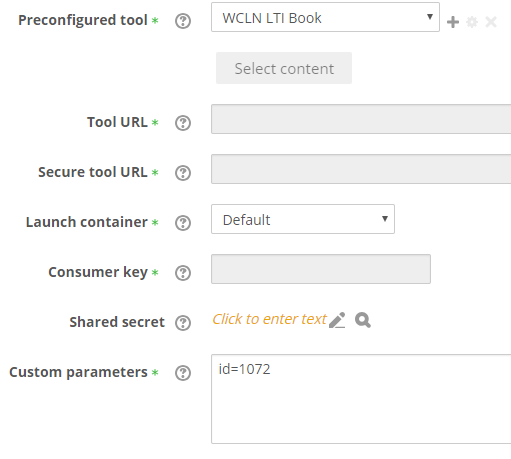 Preconfigured tool * WCLN LTI Book
Select content
Tool URL *
Secure tool URL *
Launch container * Default
Consumer key *
Shared secret Click to enter text
Custom parameters * id=1072